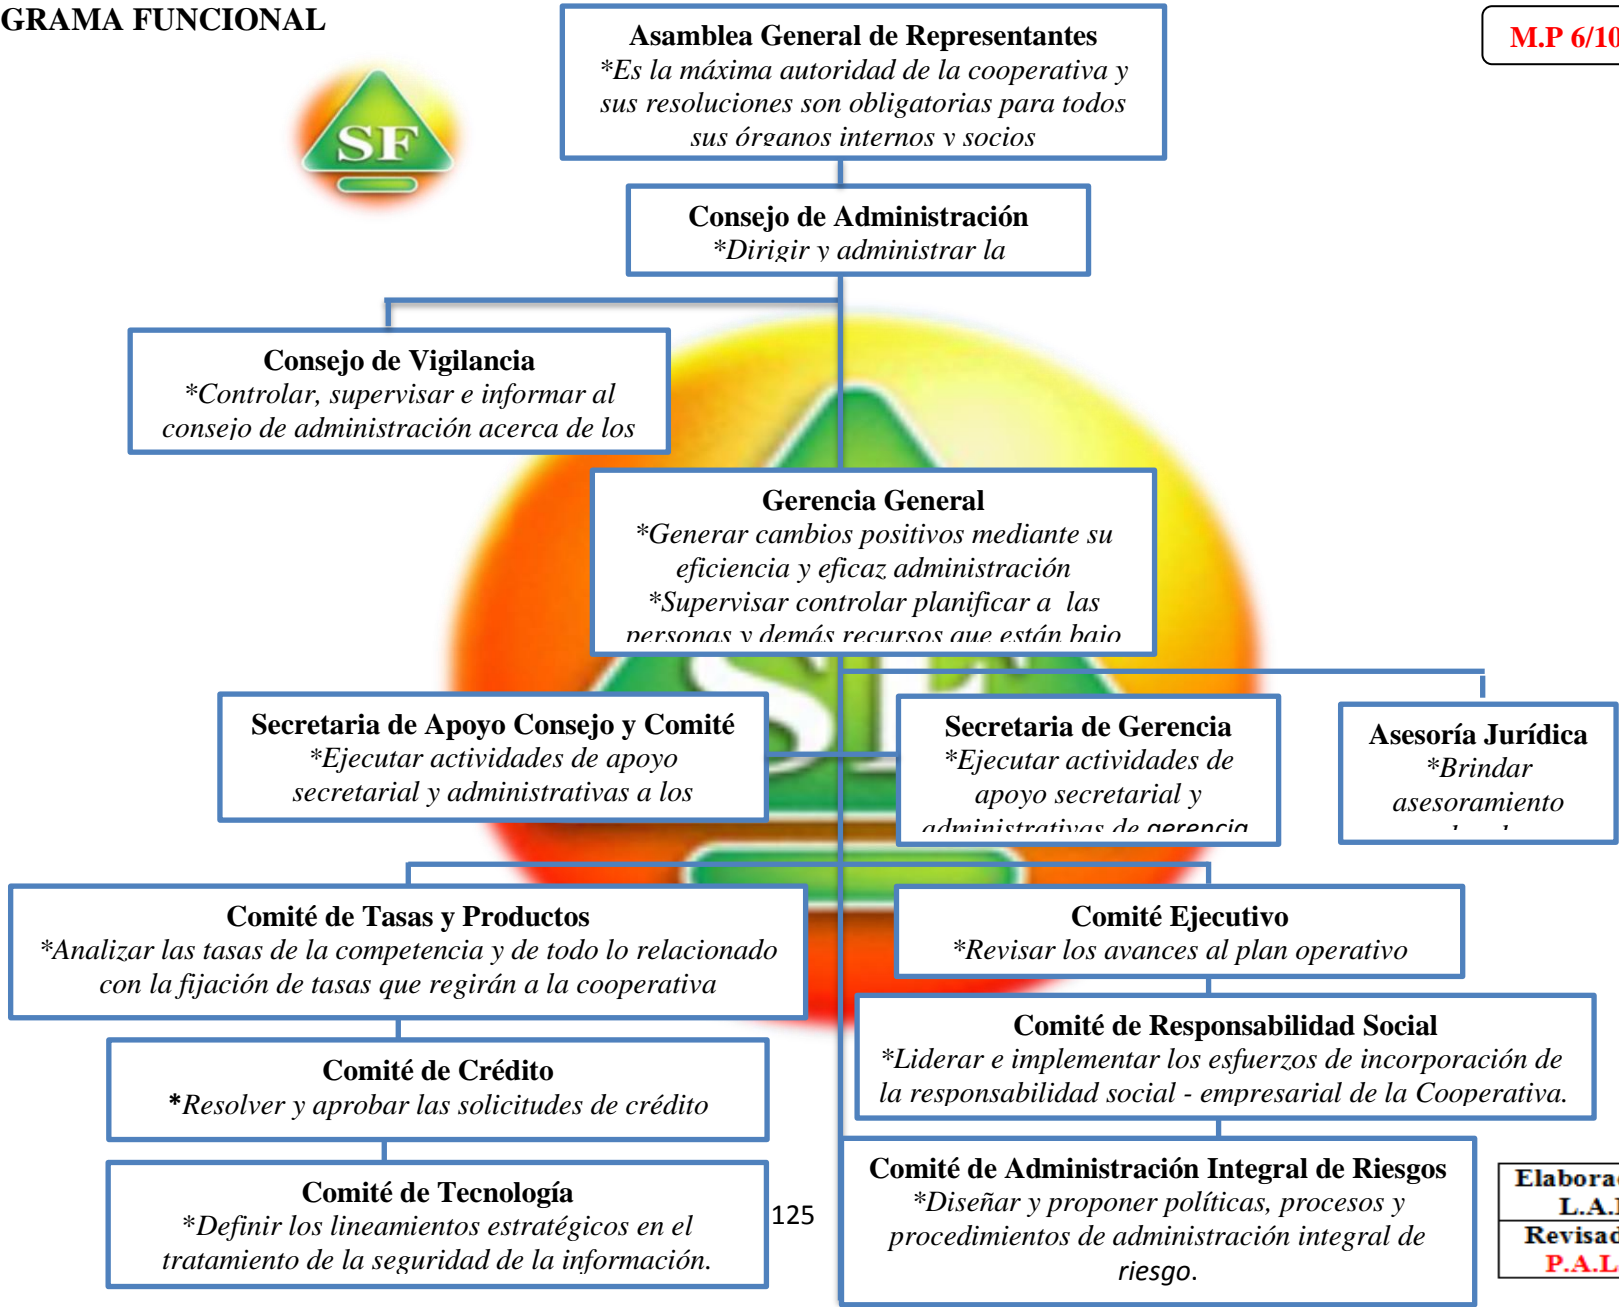 GRAMA FUNCIONAL
M.P 6/10
SF
Asamblea General de Representantes
*Es la máxima autoridad de la cooperativa y
sus resoluciones son obligatorias para todos
sus órganos internos y socios
Consejo de Administración
*Dirigir y administrar la
Consejo de Vigilancia
*Controlar, supervisar e informar al
consejo de administración acerca de los
Gerencia General
*Generar cambios positivos mediante su
eficiencia y eficaz administración
*Supervisar controlar planificar a las
personas y demás recursos que están bajo
SF
Secretaria de Apoyo Consejo y Comité
*Ejecutar actividades de apoyo
secretarial y administrativas a los
Secretaria de Gerencia
*Ejecutar actividades de
apoyo secretarial y
administrativas de gerencia
Asesoría Jurídica
*Brindar
asesoramiento
Comité de Tasas y Productos
*Analizar las tasas de la competencia y de todo lo relacionado
con la fijación de tasas que regirán a la cooperativa
Comité Ejecutivo
*Revisar los avances al plan operativo
Comité de Crédito
*Resolver y aprobar las solicitudes de crédito
Comité de Responsabilidad Social
*Liderar e implementar los esfuerzos de incorporación de
la responsabilidad social - empresarial de la Cooperativa.
Comité de Tecnología
*Definir los lineamientos estratégicos en el
tratamiento de la seguridad de la información.
125
Comité de Administración Integral de Riesgos
*Diseñar y proponer políticas, procesos y
procedimientos de administración integral de
riesgo.
Elabora
L.A.
Revisad
P.A.L